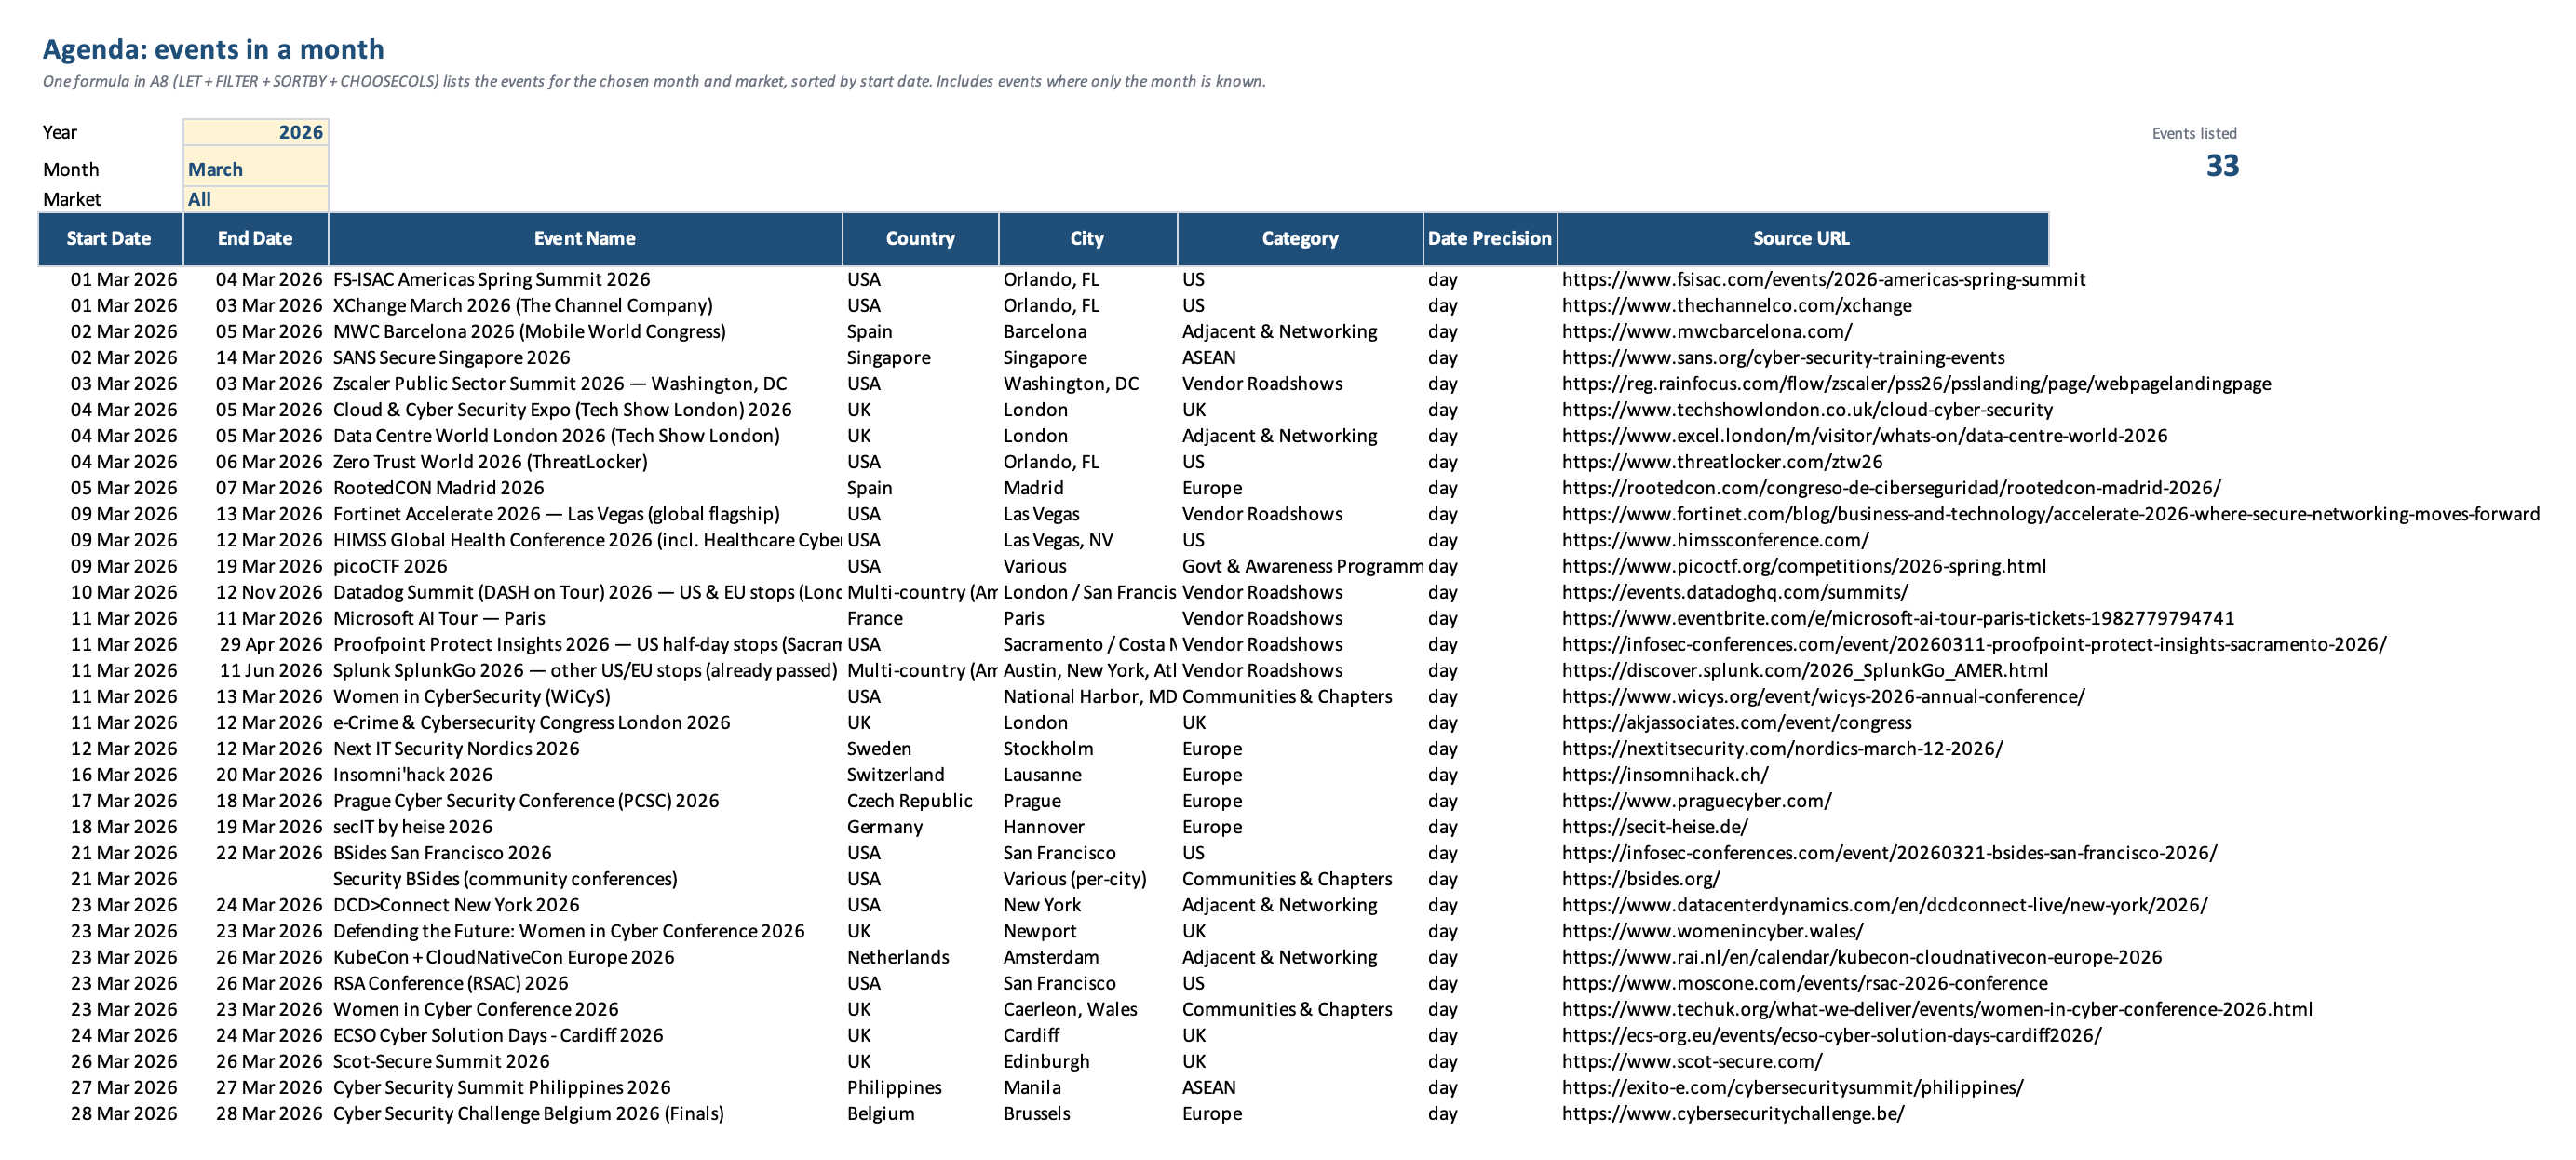 Agenda: events in a month
One formula in A8 (LET + FILTER + SORTBY + CHOOSECOLS) lists the events for the chosen month and market, sorted by start date. Includes events where only the month is known.
Year 2026 Events listed
Month March 33
Market All
Start Date End Date Event Name Country City Category Date Precision Source URL
01 Mar 2026 04 Mar 2026 FS-ISAC Americas Spring Summit 2026 USA Orlando, FL US day https://www.fsisac.com/events/2026-americas-spring-summit
01 Mar 2026 03 Mar 2026 XChange March 2026 (The Channel Company) USA Orlando, FL US day https://www.thechannelco.com/xchange
02 Mar 2026 05 Mar 2026 MWC Barcelona 2026 (Mobile World Congress) Spain Barcelona Adjacent & Networking day https://www.mwcbarcelona.com/
02 Mar 2026 14 Mar 2026 SANS Secure Singapore 2026 Singapore Singapore ASEAN day https://www.sans.org/cyber-security-training-events
03 Mar 2026 03 Mar 2026 Zscaler Public Sector Summit 2026 — Washington, DC USA Washington, DC Vendor Roadshows day https://reg.rainfocus.com/flow/zscaler/pss26/psslanding/page/webpagelandingpage
04 Mar 2026 05 Mar 2026 Cloud & Cyber Security Expo (Tech Show London) 2026 UK London UK day https://www.techshowlondon.co.uk/cloud-cyber-security
04 Mar 2026 05 Mar 2026 Data Centre World London 2026 (Tech Show London) UK London Adjacent & Networking day https://www.excel.london/m/visitor/whats-on/data-centre-world-2026
04 Mar 2026 06 Mar 2026 Zero Trust World 2026 (ThreatLocker) USA Orlando, FL US day https://www.threatlocker.com/ztw26
05 Mar 2026 07 Mar 2026 RootedCON Madrid 2026 Spain Madrid Europe day https://rootedcon.com/congreso-de-ciberseguridad/rootedcon-madrid-2026/
09 Mar 2026 13 Mar 2026 Fortinet Accelerate 2026 — Las Vegas (global flagship) USA Las Vegas Vendor Roadshows day https://www.fortinet.com/blog/business-and-technology/accelerate-2026-where-secure-networking-moves-forward
09 Mar 2026 12 Mar 2026 HIMSS Global Health Conference 2026 (incl. Healthcare Cyber USA Las Vegas, NV US day https://www.himssconference.com/
09 Mar 2026 19 Mar 2026 picoCTF 2026 USA Various Govt & Awareness Programm day https://www.picoctf.org/competitions/2026-spring.html
10 Mar 2026 12 Nov 2026 Datadog Summit (DASH on Tour) 2026 — US & EU stops (Lond Multi-country (Am London / San Francis Vendor Roadshows day https://events.datadoghq.com/summits/
11 Mar 2026 11 Mar 2026 Microsoft AI Tour — Paris France Paris Vendor Roadshows day https://www.eventbrite.com/e/microsoft-ai-tour-paris-tickets-1982779794741
11 Mar 2026 29 Apr 2026 Proofpoint Protect Insights 2026 — US half-day stops (Sacram USA Sacramento / Costa M Vendor Roadshows day https://infosec-conferences.com/event/20260311-proofpoint-protect-insights-sacramento-2026/
11 Mar 2026 11 Jun 2026 Splunk SplunkGo 2026 — other US/EU stops (already passed) Multi-country (Am Austin, New York, Atl Vendor Roadshows day https://discover.splunk.com/2026_SplunkGo_AMER.html
11 Mar 2026 13 Mar 2026 Women in CyberSecurity (WiCyS) USA National Harbor, MD Communities & Chapters day https://www.wicys.org/event/wicys-2026-annual-conference/
11 Mar 2026 12 Mar 2026 e-Crime & Cybersecurity Congress London 2026 UK London UK day https://akjassociates.com/event/congress
12 Mar 2026 12 Mar 2026 Next IT Security Nordics 2026 Sweden Stockholm Europe day https://nextitsecurity.com/nordics-march-12-2026/
16 Mar 2026 20 Mar 2026 Insomni'hack 2026 Switzerland Lausanne Europe day https://insomnihack.ch/
17 Mar 2026 18 Mar 2026 Prague Cyber Security Conference (PCSC) 2026 Czech Republic Prague Europe day https://www.praguecyber.com/
18 Mar 2026 19 Mar 2026 secIT by heise 2026 Germany Hannover Europe day https://secit-heise.de/
21 Mar 2026 22 Mar 2026 BSides San Francisco 2026 USA San Francisco US day https://infosec-conferences.com/event/20260321-bsides-san-francisco-2026/
21 Mar 2026 Security BSides (community conferences) USA Various (per-city) Communities & Chapters day https://bsides.org/
23 Mar 2026 24 Mar 2026 DCD>Connect New York 2026 USA New York Adjacent & Networking day https://www.datacenterdynamics.com/en/dcdconnect-live/new-york/2026/
23 Mar 2026 23 Mar 2026 Defending the Future: Women in Cyber Conference 2026 UK Newport UK day https://www.womenincyber.wales/
23 Mar 2026 26 Mar 2026 KubeCon + CloudNativeCon Europe 2026 Netherlands Amsterdam Adjacent & Networking day https://www.rai.nl/en/calendar/kubecon-cloudnativecon-europe-2026
23 Mar 2026 26 Mar 2026 RSA Conference (RSAC) 2026 USA San Francisco US day https://www.moscone.com/events/rsac-2026-conference
23 Mar 2026 23 Mar 2026 Women in Cyber Conference 2026 UK Caerleon, Wales Communities & Chapters day https://www.techuk.org/what-we-deliver/events/women-in-cyber-conference-2026.html
24 Mar 2026 24 Mar 2026 ECSO Cyber Solution Days - Cardiff 2026 UK Cardiff UK day https://ecs-org.eu/events/ecso-cyber-solution-days-cardiff2026/
26 Mar 2026 26 Mar 2026 Scot-Secure Summit 2026 UK Edinburgh UK day https://www.scot-secure.com/
27 Mar 2026 27 Mar 2026 Cyber Security Summit Philippines 2026 Philippines Manila ASEAN day https://exito-e.com/cybersecuritysummit/philippines/
28 Mar 2026 28 Mar 2026 Cyber Security Challenge Belgium 2026 (Finals) Belgium Brussels Europe day https://www.cybersecuritychallenge.be/